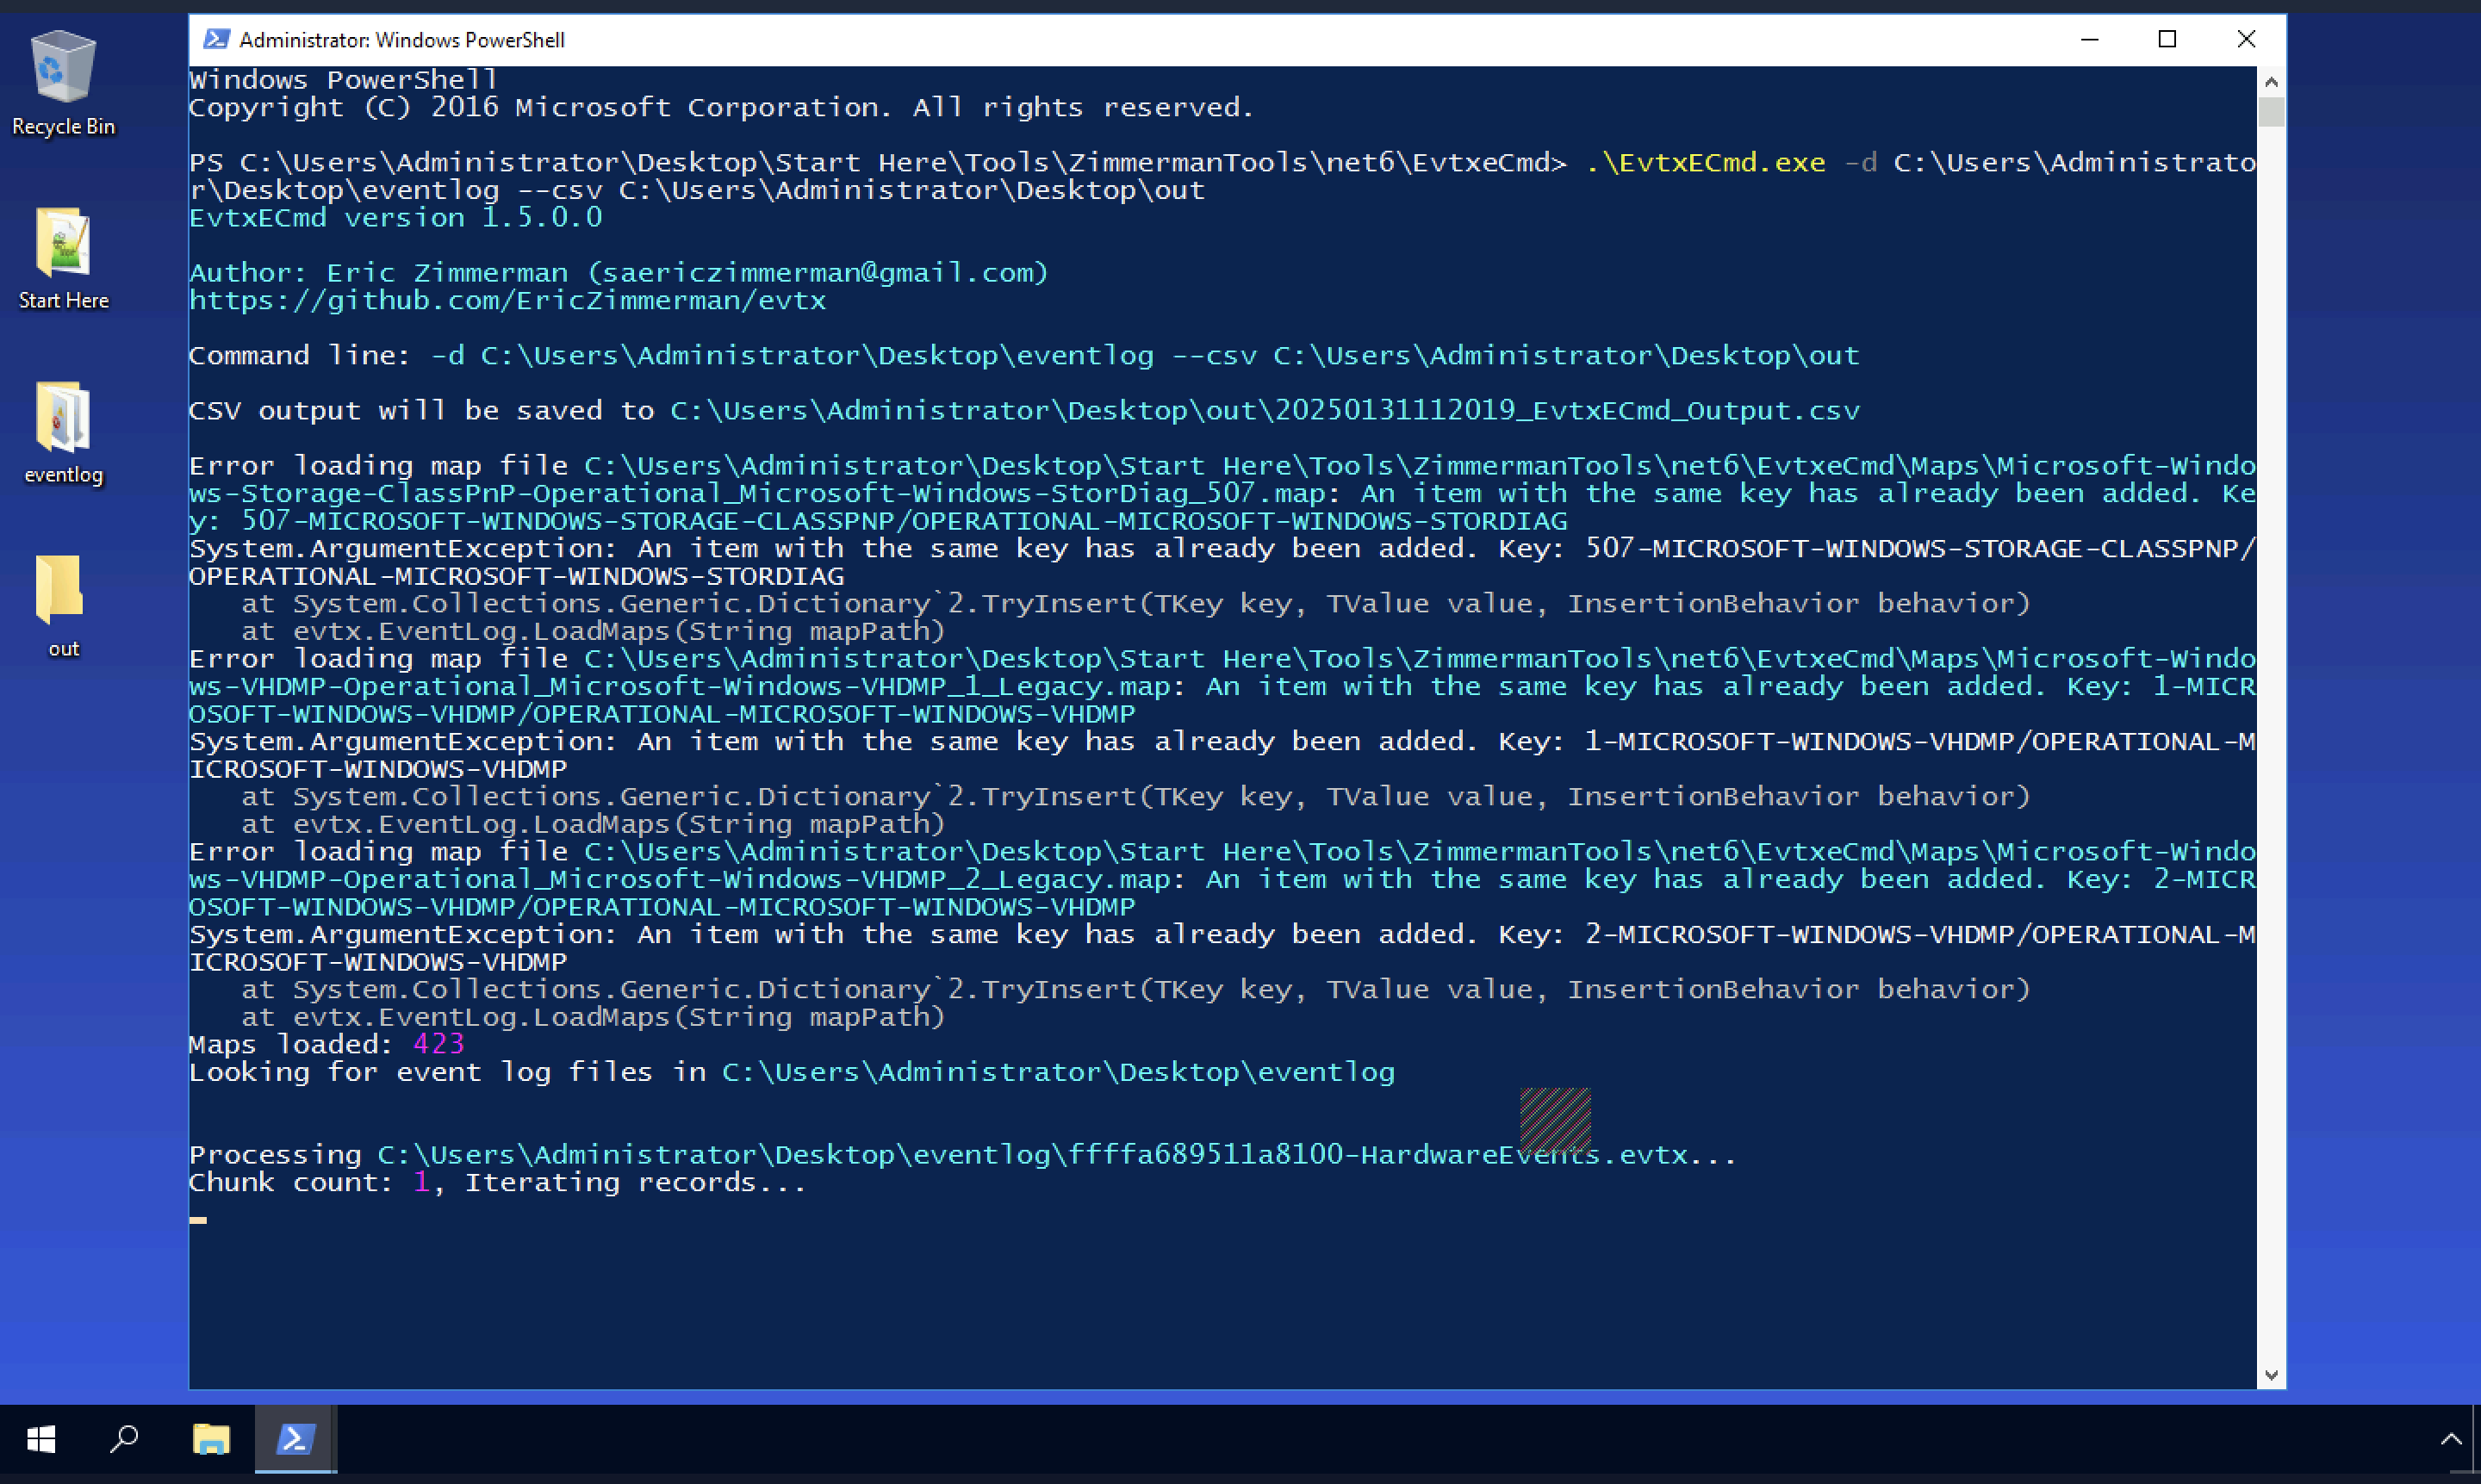 Recycle Bin
Start Here
eventlog
out
Administrator: Windows PowerShell
Windows PowerShell
Copyright (C) 2016 Microsoft Corporation. All rights reserved.
PS C:\Users\Administrator\Desktop\Start Here\Tools\ZimmermanTools\net6\EvtxeCmd> .\EvtxECmd.exe -d C:\Users\Administrato
r\Desktop\eventlog --csv C:\Users\Administrator\Desktop\out
EvtxECmd version 1.5.0.0
Author: Eric Zimmerman (saericzimmerman@gmail.com)
https://github.com/EricZimmerman/evtx
Command line: -d C:\Users\Administrator\Desktop\eventlog --csv C:\Users\Administrator\Desktop\out
CSV output will be saved to C:\Users\Administrator\Desktop\out\20250131112019_EvtxECmd_Output.csv
Error loading map file C:\Users\Administrator\Desktop\Start Here\Tools\ZimmermanTools\net6\EvtxeCmd\Maps\Microsoft-Windo
ws-Storage-ClassPnP-Operational_Microsoft-Windows-StorDiag_507.map: An item with the same key has already been added. Ke
y: 507-MICROSOFT-WINDOWS-STORAGE-CLASSPNP/OPERATIONAL-MICROSOFT-WINDOWS-STORDIAG
System.ArgumentException: An item with the same key has already been added. Key: 507-MICROSOFT-WINDOWS-STORAGE-CLASSPNP/
OPERATIONAL-MICROSOFT-WINDOWS-STORDIAG
   at System.Collections.Generic.Dictionary`2.TryInsert(TKey key, TValue value, InsertionBehavior behavior)
   at evtx.EventLog.LoadMaps(String mapPath)
Error loading map file C:\Users\Administrator\Desktop\Start Here\Tools\ZimmermanTools\net6\EvtxeCmd\Maps\Microsoft-Windo
ws-VHDMP-Operational_Microsoft-Windows-VHDMP_1_Legacy.map: An item with the same key has already been added. Key: 1-MICR
OSOFT-WINDOWS-VHDMP/OPERATIONAL-MICROSOFT-WINDOWS-VHDMP
System.ArgumentException: An item with the same key has already been added. Key: 1-MICROSOFT-WINDOWS-VHDMP/OPERATIONAL-M
ICROSOFT-WINDOWS-VHDMP
   at System.Collections.Generic.Dictionary`2.TryInsert(TKey key, TValue value, InsertionBehavior behavior)
   at evtx.EventLog.LoadMaps(String mapPath)
Error loading map file C:\Users\Administrator\Desktop\Start Here\Tools\ZimmermanTools\net6\EvtxeCmd\Maps\Microsoft-Windo
ws-VHDMP-Operational_Microsoft-Windows-VHDMP_2_Legacy.map: An item with the same key has already been added. Key: 2-MICR
OSOFT-WINDOWS-VHDMP/OPERATIONAL-MICROSOFT-WINDOWS-VHDMP
System.ArgumentException: An item with the same key has already been added. Key: 2-MICROSOFT-WINDOWS-VHDMP/OPERATIONAL-M
ICROSOFT-WINDOWS-VHDMP
   at System.Collections.Generic.Dictionary`2.TryInsert(TKey key, TValue value, InsertionBehavior behavior)
   at evtx.EventLog.LoadMaps(String mapPath)
Maps loaded: 423
Looking for event log files in C:\Users\Administrator\Desktop\eventlog
Processing C:\Users\Administrator\Desktop\eventlog\ffffa689511a8100-HardwareEvents.evtx...
Chunk count: 1, Iterating records...